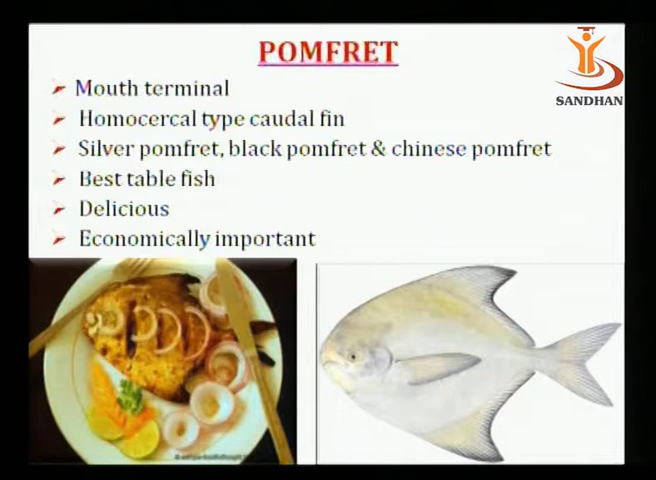 POMFRET
SANDHAN
Mouth terminal
Homocercal type caudal fin
Silver pomfret, black pomfret & chinese pomfret
Best table fish
Delicious
Economically important